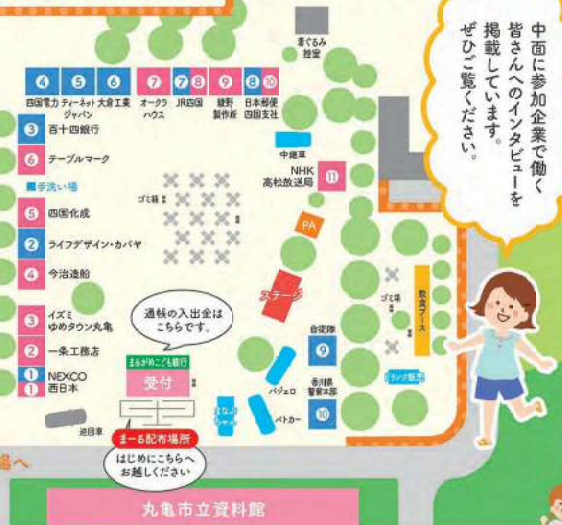 中面に参加企業で働く
皆さんへのインタビューを
掲載しています。
ぜひご覧ください。
着ぐるみ
控室
4 5 6 7 7 8 9 8 10
四国電力
ティーネット
ジャパン
大倉工業
オークラ
ハウス
JR四国
綾野
製作所
日本郵便
四国支社
3 百十四銀行
6 テーブルマーク
手洗い場
5 四国化成
2 ライフデザイン・カバヤ
4 今治造船
3 イズミ
ゆめタウン丸亀
2 一条工務店
1 NEXCO
1 西日本
中継車
NHK
高松放送局
11
ゴミ箱
PA
ステージ
ゴミ箱
飲食ブース
ドリンク販売
通帳の入出金は
こちらです。
まるがめこども銀行
受付
まーる配布場所
はじめにこちらへ
お越しください
パジェロ
パトカー
自衛隊
9
香川県
警察本部
10
丸亀市立資料館